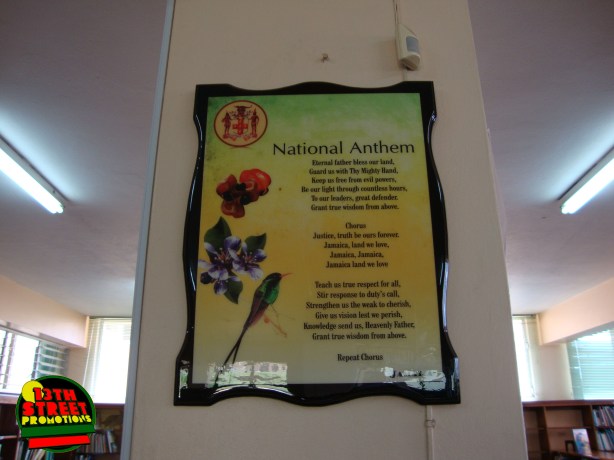 National Anthem
Eternal father bless our land,
Guard us with Thy Mighty Hand,
Keep us free from evil powers,
Be our light through countless hours,
To our leaders, great defender.
Grant true wisdom from above.
Chorus
Justice, truth be ours forever.
Jamaica, land we love,
Jamaica, Jamaica,
Jamaica land we love
Teach us true respect for all,
Stir response to duty's call,
Strengthen us the weak to cherish,
Give us vision lest we perish,
Knowledge send us, Heavenly Father,
Grant true wisdom from above.
Repeat Chorus
13TH
STREET
PROMOTIONS